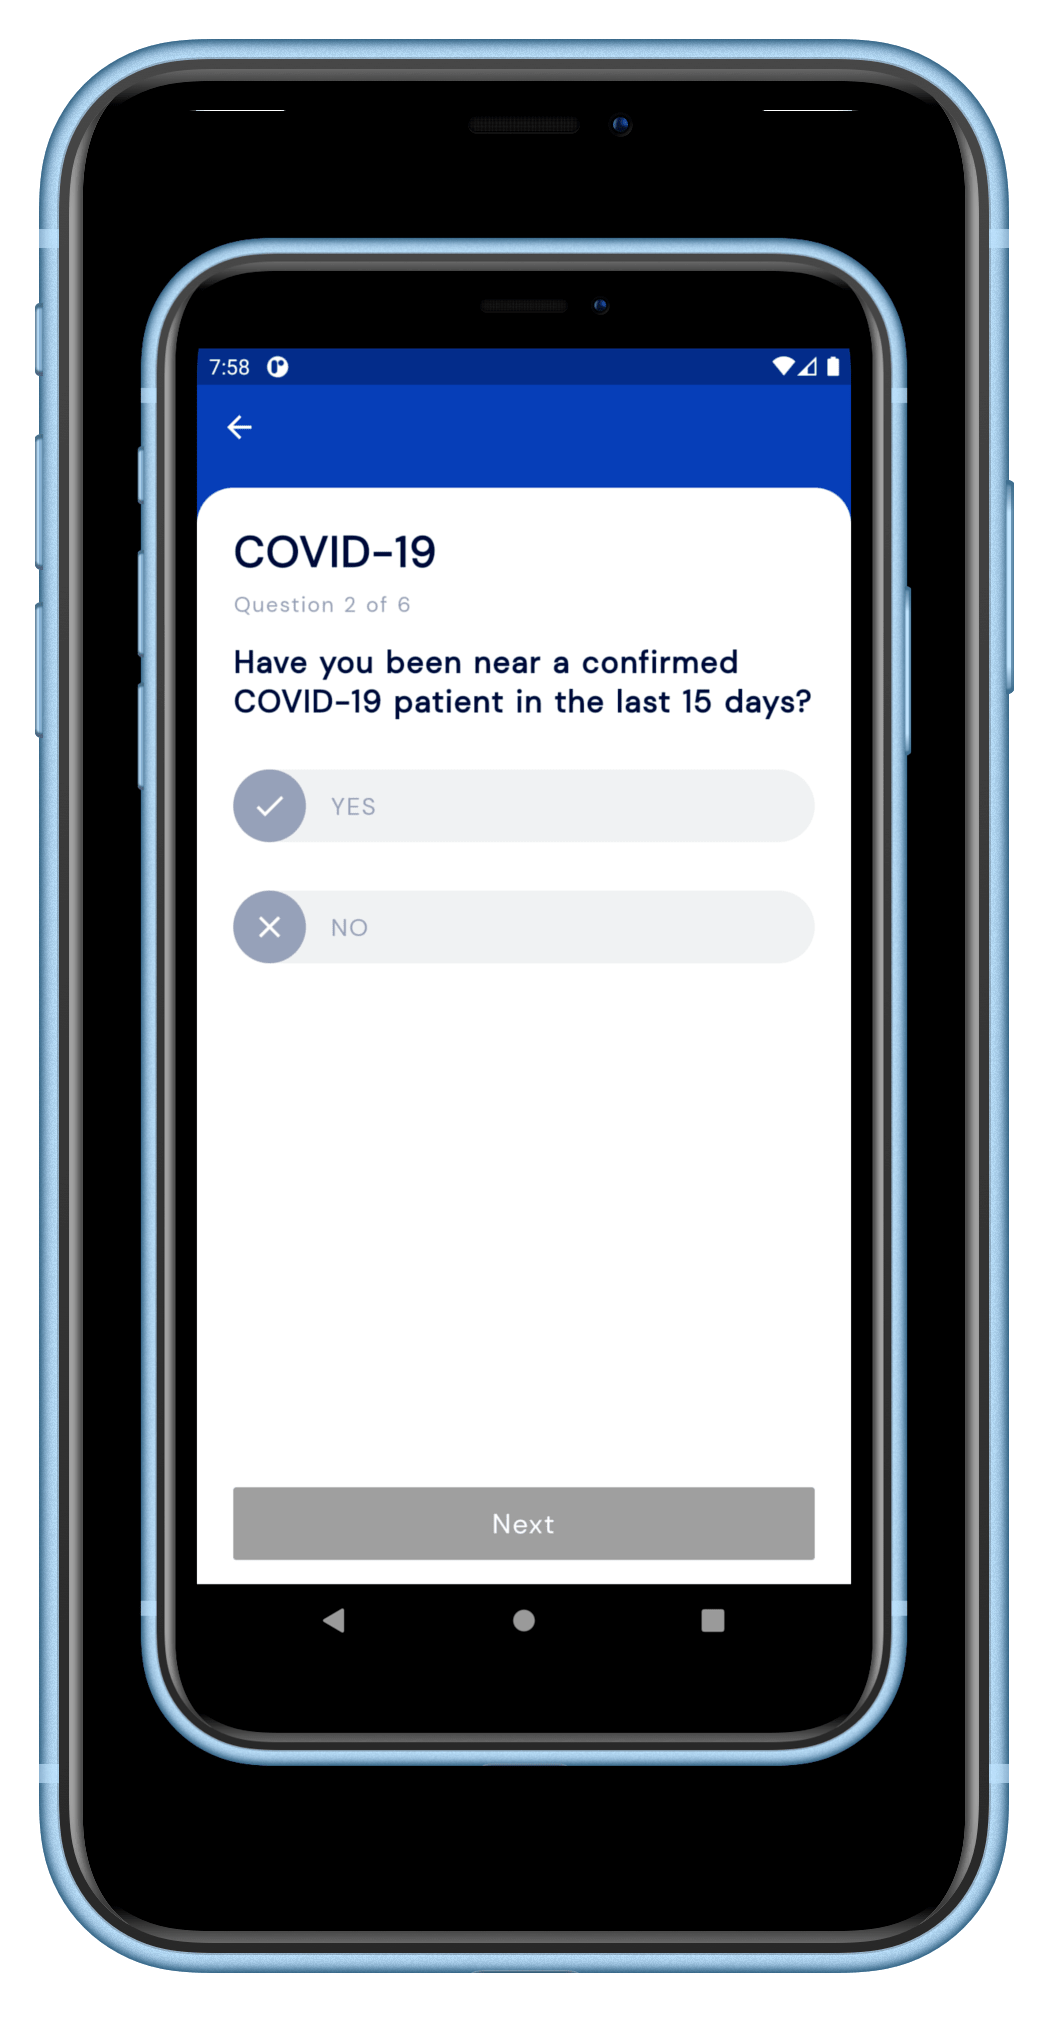 7:58
COVID-19
Question 2 of 6
Have you been near a confirmed
COVID-19 patient in the last 15 days?
YES
NO
Next